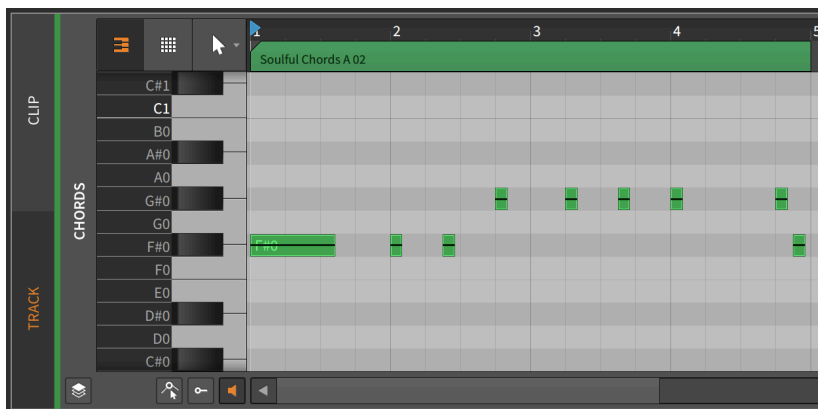 CLIP
TRACK
CHORDS
1 2 3 4 5
Soulful Chords A 02
C#1
C1
B0
A#0
A0
G#0
G0
F#0 F#0
F0
E0
D#0
D0
C#0